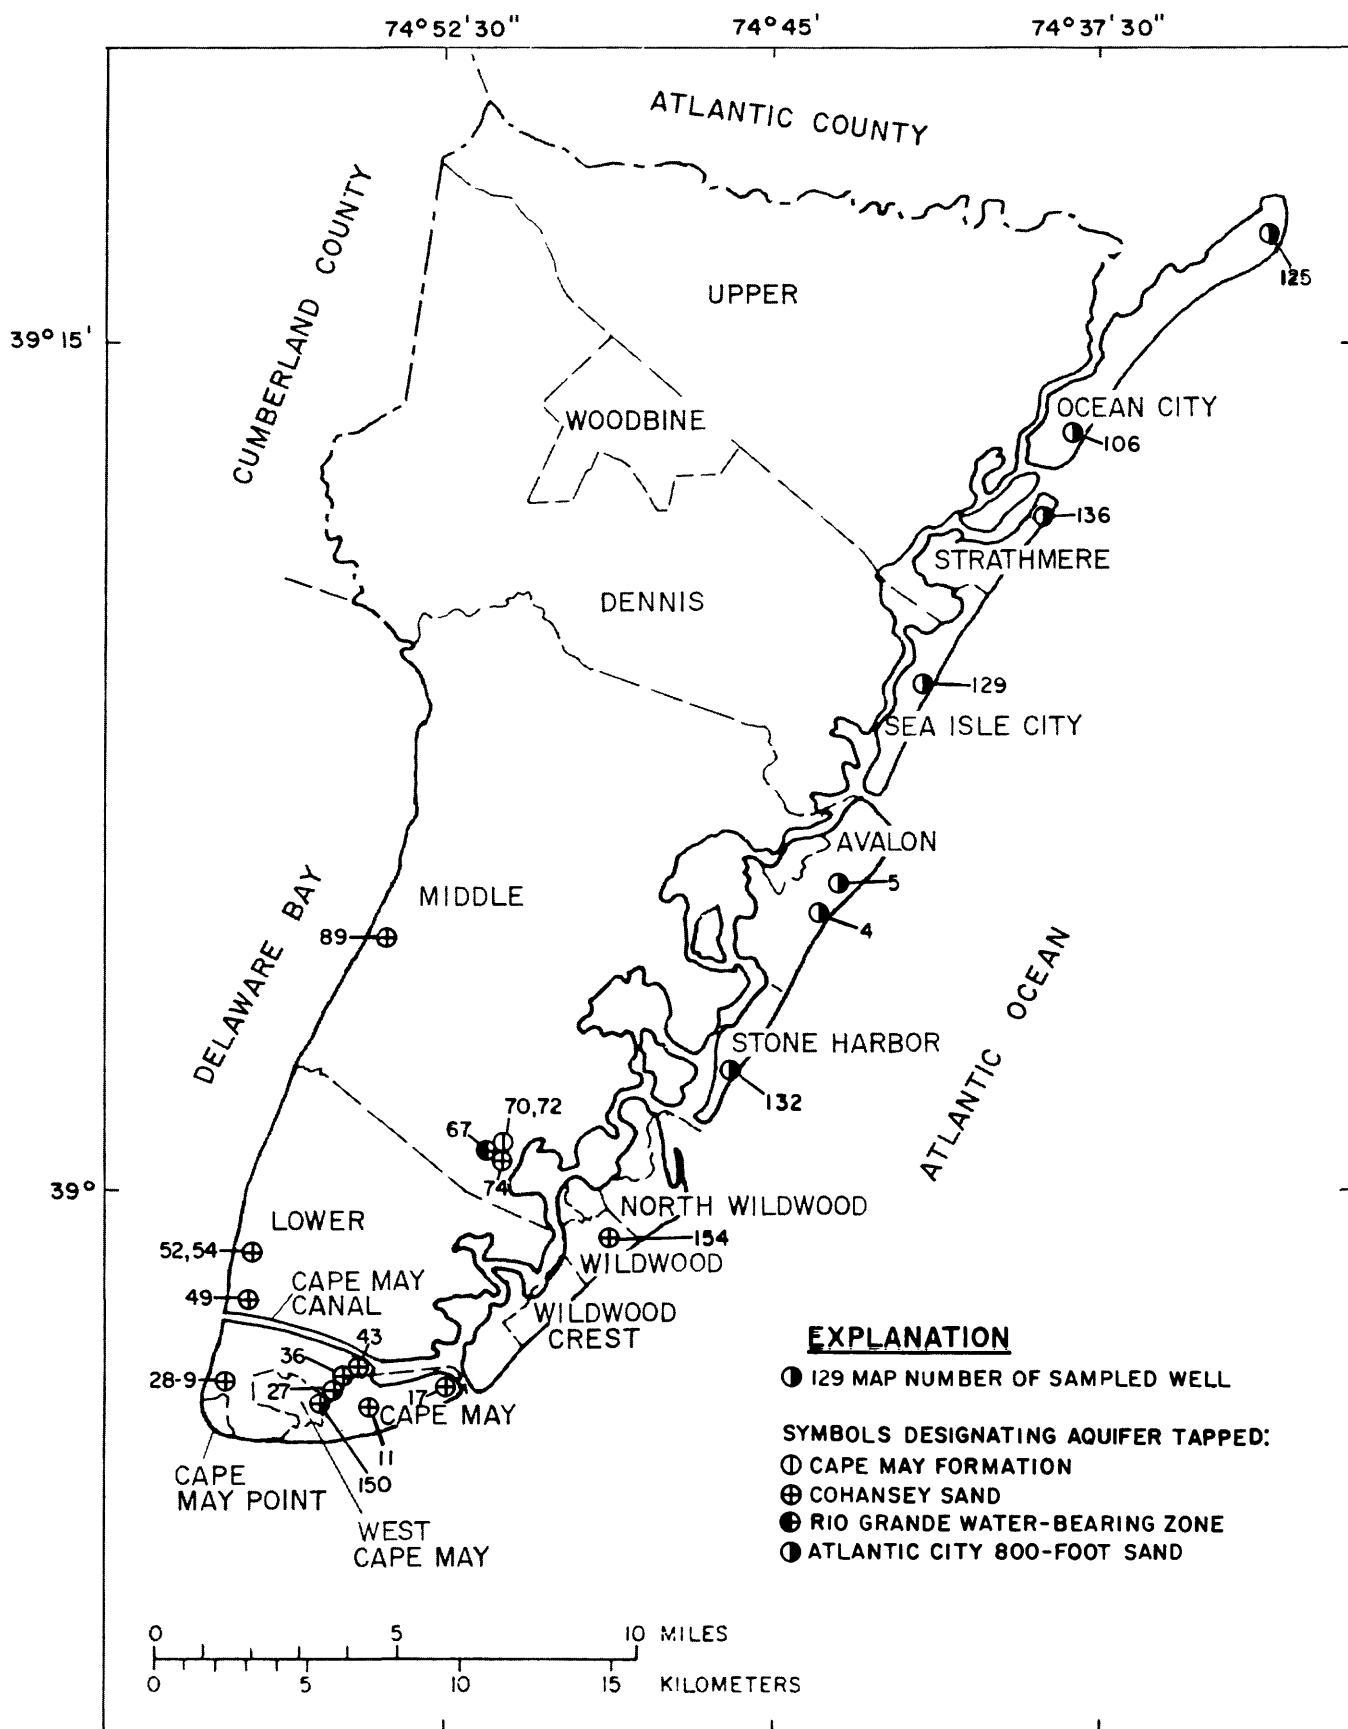 74°52'30"
74°45'
74°37'30"
ATLANTIC COUNTY
CUMBERLAND COUNTY
125
UPPER
39°15'
OCEAN CITY
WOODBINE
106
136
STRATHMERE
DENNIS
129
SEA ISLE CITY
AVALON
5
MIDDLE
4
89
DELAWARE BAY
ATLANTIC OCEAN
STONE HARBOR
132
70,72
67
74
39°
NORTH WILDWOOD
LOWER
154
52,54
WILDWOOD
CAPE MAY
CANAL
49
WILDWOOD
CREST
43
36
28-9
27
17
CAPE MAY
11
150
CAPE
MAY POINT
WEST
CAPE MAY
EXPLANATION
129 MAP NUMBER OF SAMPLED WELL
SYMBOLS DESIGNATING AQUIFER TAPPED:
CAPE MAY FORMATION
COHANSEY SAND
RIO GRANDE WATER-BEARING ZONE
ATLANTIC CITY 800-FOOT SAND
0 5 10 MILES
0 5 10 15 KILOMETERS